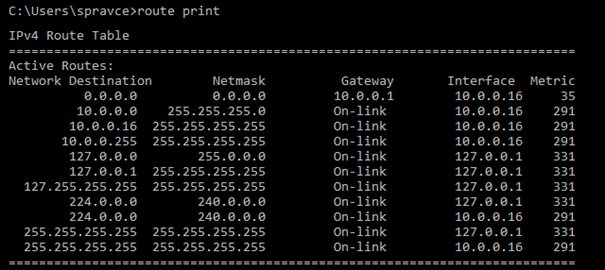 C:\Users\spravce>route print
IPv4 Route Table
===========================================================================
Active Routes:
Network Destination        Netmask          Gateway       Interface  Metric
          0.0.0.0          0.0.0.0         10.0.0.1        10.0.0.16     35
         10.0.0.0    255.255.255.0         On-link         10.0.0.16    291
        10.0.0.16  255.255.255.255         On-link         10.0.0.16    291
       10.0.0.255  255.255.255.255         On-link         10.0.0.16    291
        127.0.0.0        255.0.0.0         On-link         127.0.0.1    331
        127.0.0.1  255.255.255.255         On-link         127.0.0.1    331
  127.255.255.255  255.255.255.255         On-link         127.0.0.1    331
        224.0.0.0        240.0.0.0         On-link         127.0.0.1    331
        224.0.0.0        240.0.0.0         On-link         10.0.0.16    291
  255.255.255.255  255.255.255.255         On-link         127.0.0.1    331
  255.255.255.255  255.255.255.255         On-link         10.0.0.16    291
===========================================================================